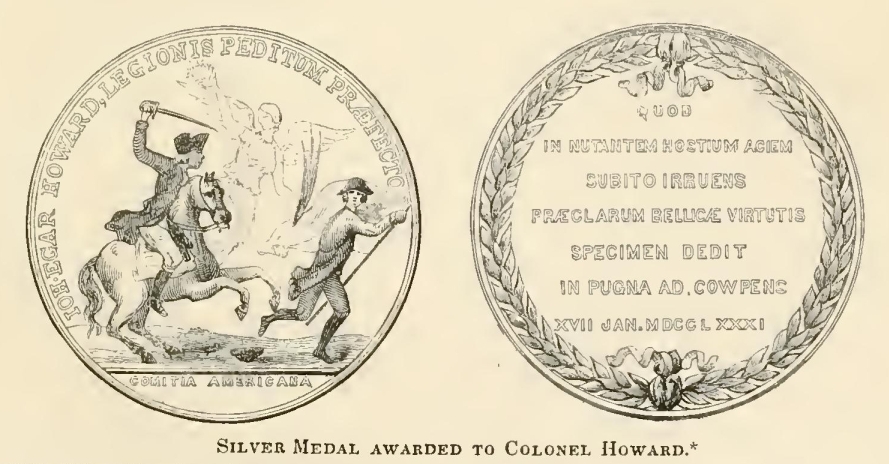 IOH. EGAR HOWARD, LEGIONIS PEDITUM PRÆFECTO
COMITIA AMERICANA
QUOD
IN NUTANTEM HOSTIUM ACIEM
SUBITO IRRUENS
PRÆCLARUM BELLICÆ VIRTUTIS
SPECIMEN DEDIT
IN PUGNA AD. COWPENS
XVII JAN. MDCCLXXXI
SILVER MEDAL AWARDED TO COLONEL HOWARD.*